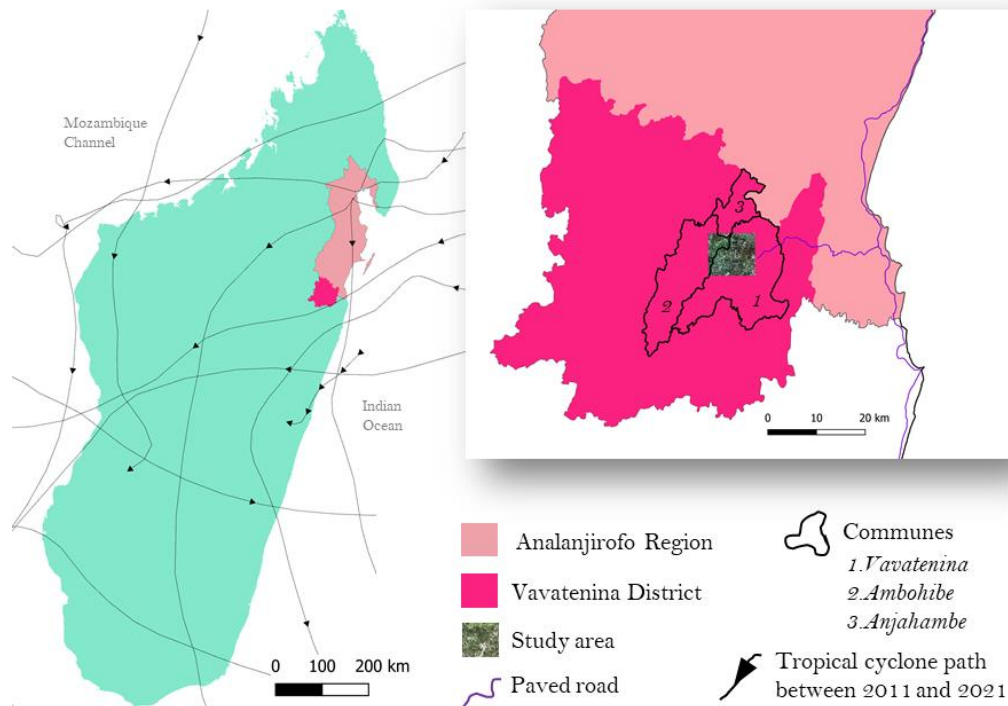 Mozambique
Channel
Indian
Ocean
0 100 200 km
3
2
1
0 10 20 km
Analanjirofo Region
Vavatenina District
Study area
Paved road
Communes
1.Vavatenina
2.Ambohibe
3.Anjahambe
Tropical cyclone path
between 2011 and 2021